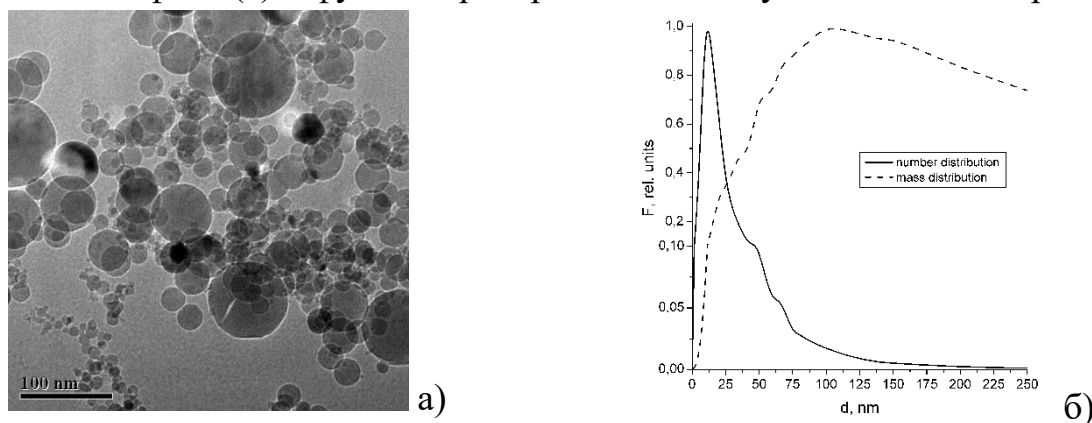 100 nm
а)
F, rel. units
1,0
0,8
0,6
0,4
0,2
0,10
0,05
0,00
number distribution
mass distribution
0 25 50 75 100 125 150 175 200 225 250
d, nm
б)